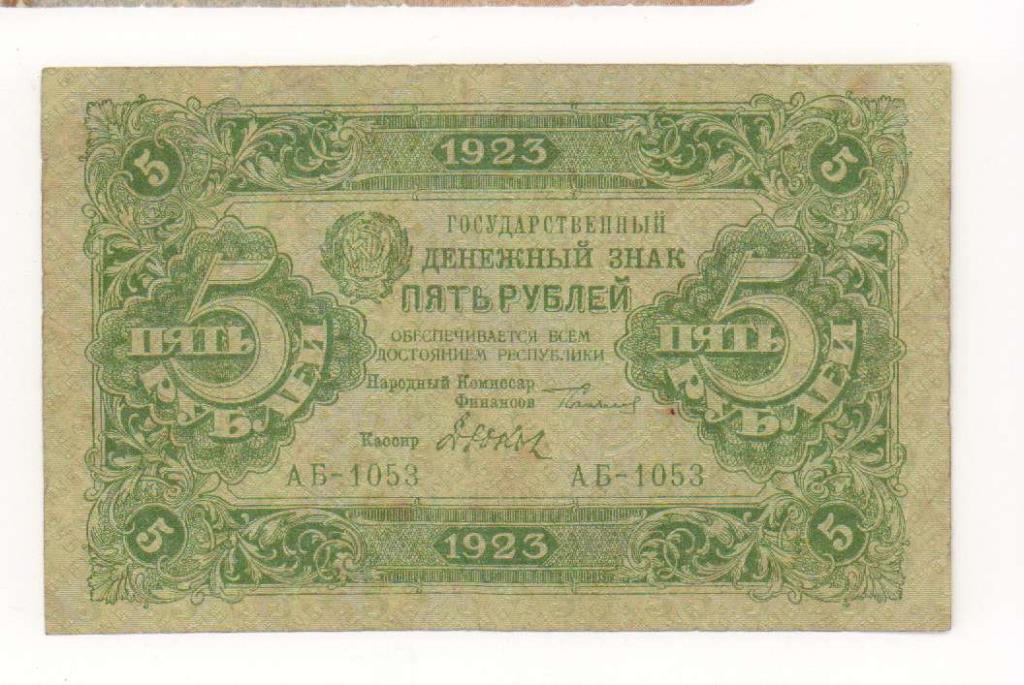 1923
5 5
ГОСУДАРСТВЕННЫЙ
ДЕНЕЖНЫЙ ЗНАК
ПЯТЬ РУБЛЕЙ
ОБЕСПЕЧИВАЕТСЯ ВСЕМ
ДОСТОЯНИЕМ РЕСПУБЛИКИ
5 5
ПЯТЬ ПЯТЬ
РУБЛЕЙ РУБЛЕЙ
Народный Комиссар
Финансов
Кассир
АБ-1053 АБ-1053
5 5
1923